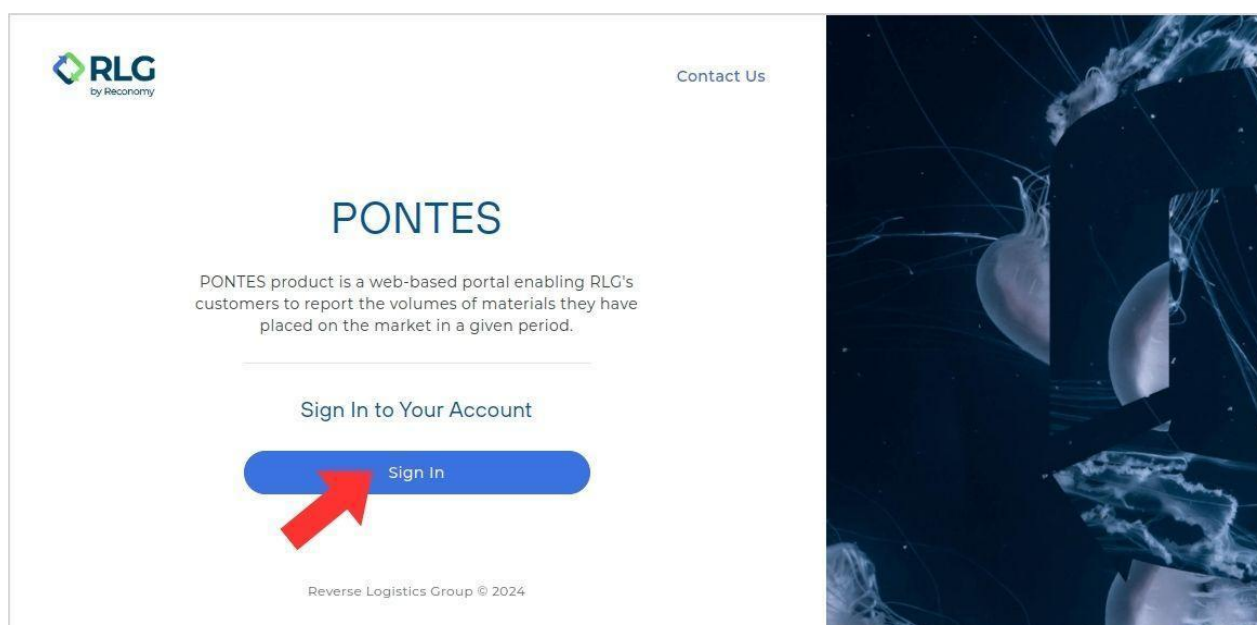 RLG
by Reconomy
Contact Us
PONTES
PONTES product is a web-based portal enabling RLG's
customers to report the volumes of materials they have
placed on the market in a given period.
Sign In to Your Account
Sign In
Reverse Logistics Group © 2024